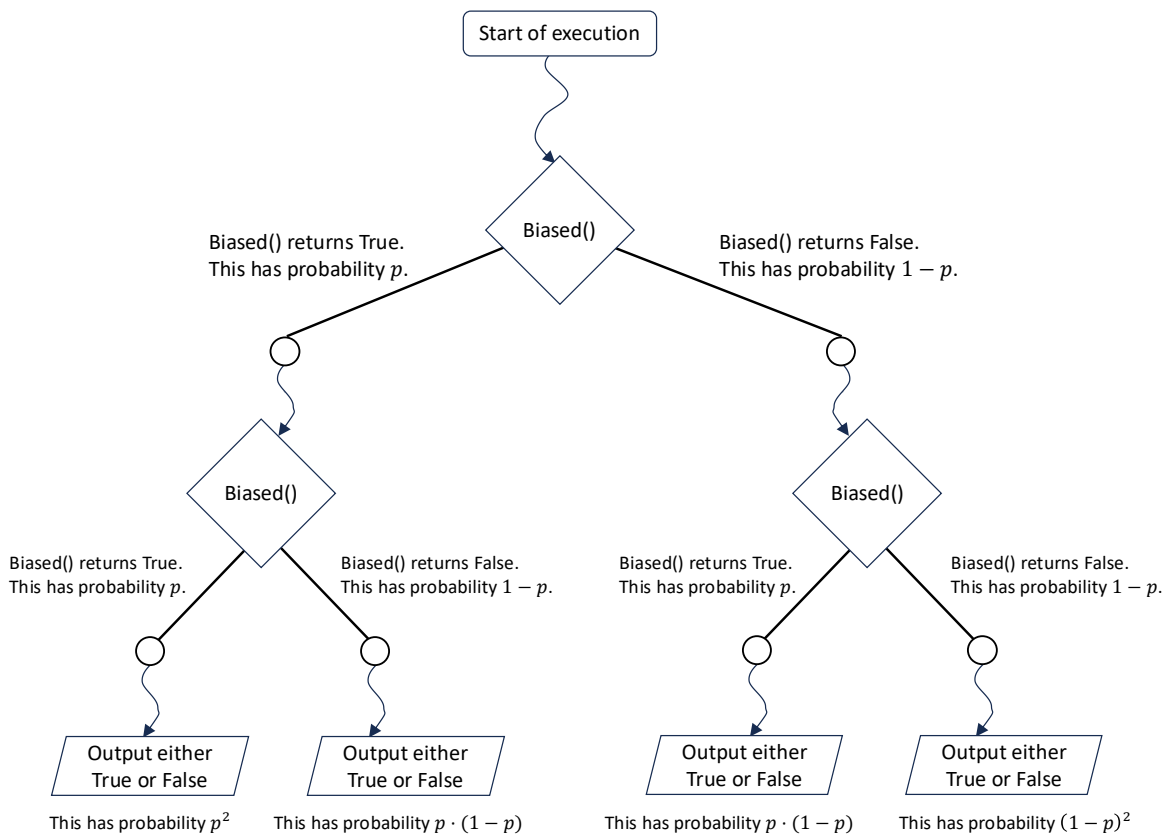 Start of execution
Biased()
Biased() returns True.
This has probability p.
Biased() returns False.
This has probability 1 − p.
Biased()
Biased()
Biased() returns True.
This has probability p.
Biased() returns False.
This has probability 1 − p.
Biased() returns True.
This has probability p.
Biased() returns False.
This has probability 1 − p.
Output either
True or False
Output either
True or False
Output either
True or False
Output either
True or False
This has probability p²
This has probability p · (1 − p)
This has probability p · (1 − p)
This has probability (1 − p)²